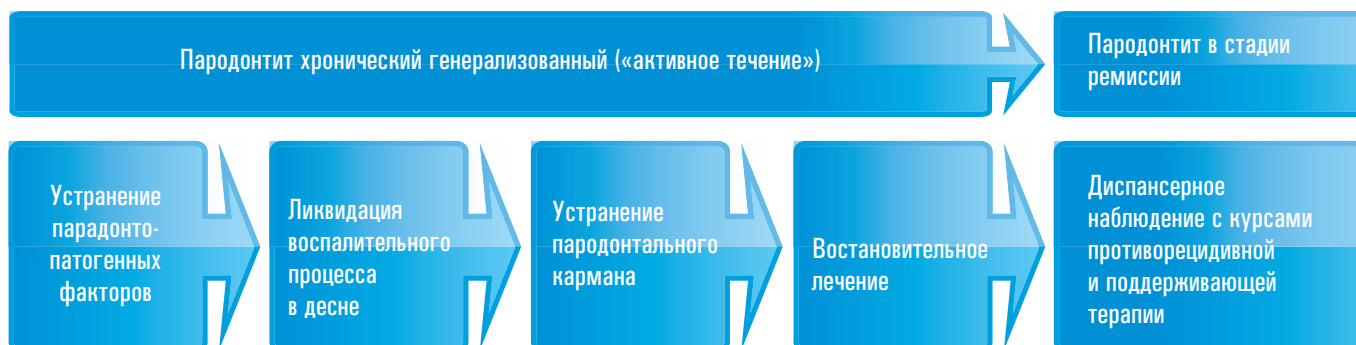 Пародонтит хронический генерализованный («активное течение»)
Пародонтит в стадии
ремиссии
Устранение
парадонто-
патогенных
факторов
Ликвидация
воспалительного
процесса
в десне
Устранение
пародонтального
кармана
Востановительное
лечение
Диспансерное
наблюдение с курсами
противорецидивной
и поддерживающей
терапии